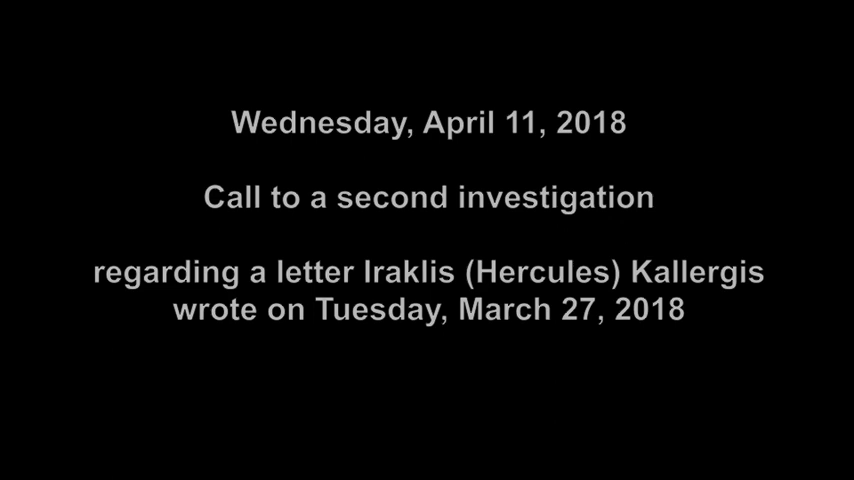 Wednesday, April 11, 2018
Call to a second investigation
regarding a letter Iraklis (Hercules) Kallergis
wrote on Tuesday, March 27, 2018